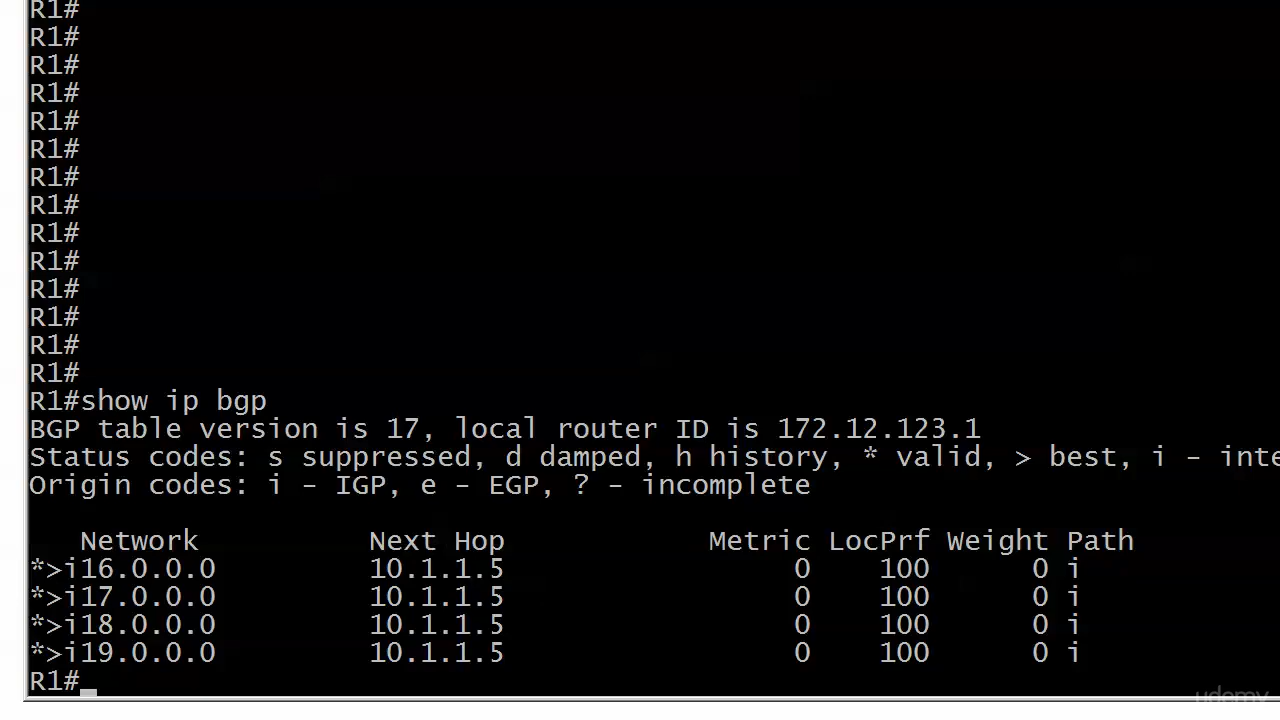 R1#
R1#
R1#
R1#
R1#
R1#
R1#
R1#
R1#
R1#
R1#
R1#
R1#
R1#
R1#show ip bgp
BGP table version is 17, local router ID is 172.12.123.1
Status codes: s suppressed, d damped, h history, * valid, > best, i - inte
Origin codes: i - IGP, e - EGP, ? - incomplete
Network Next Hop Metric LocPrf Weight Path
*>i16.0.0.0 10.1.1.5 0 100 0 i
*>i17.0.0.0 10.1.1.5 0 100 0 i
*>i18.0.0.0 10.1.1.5 0 100 0 i
*>i19.0.0.0 10.1.1.5 0 100 0 i
R1#
udemy